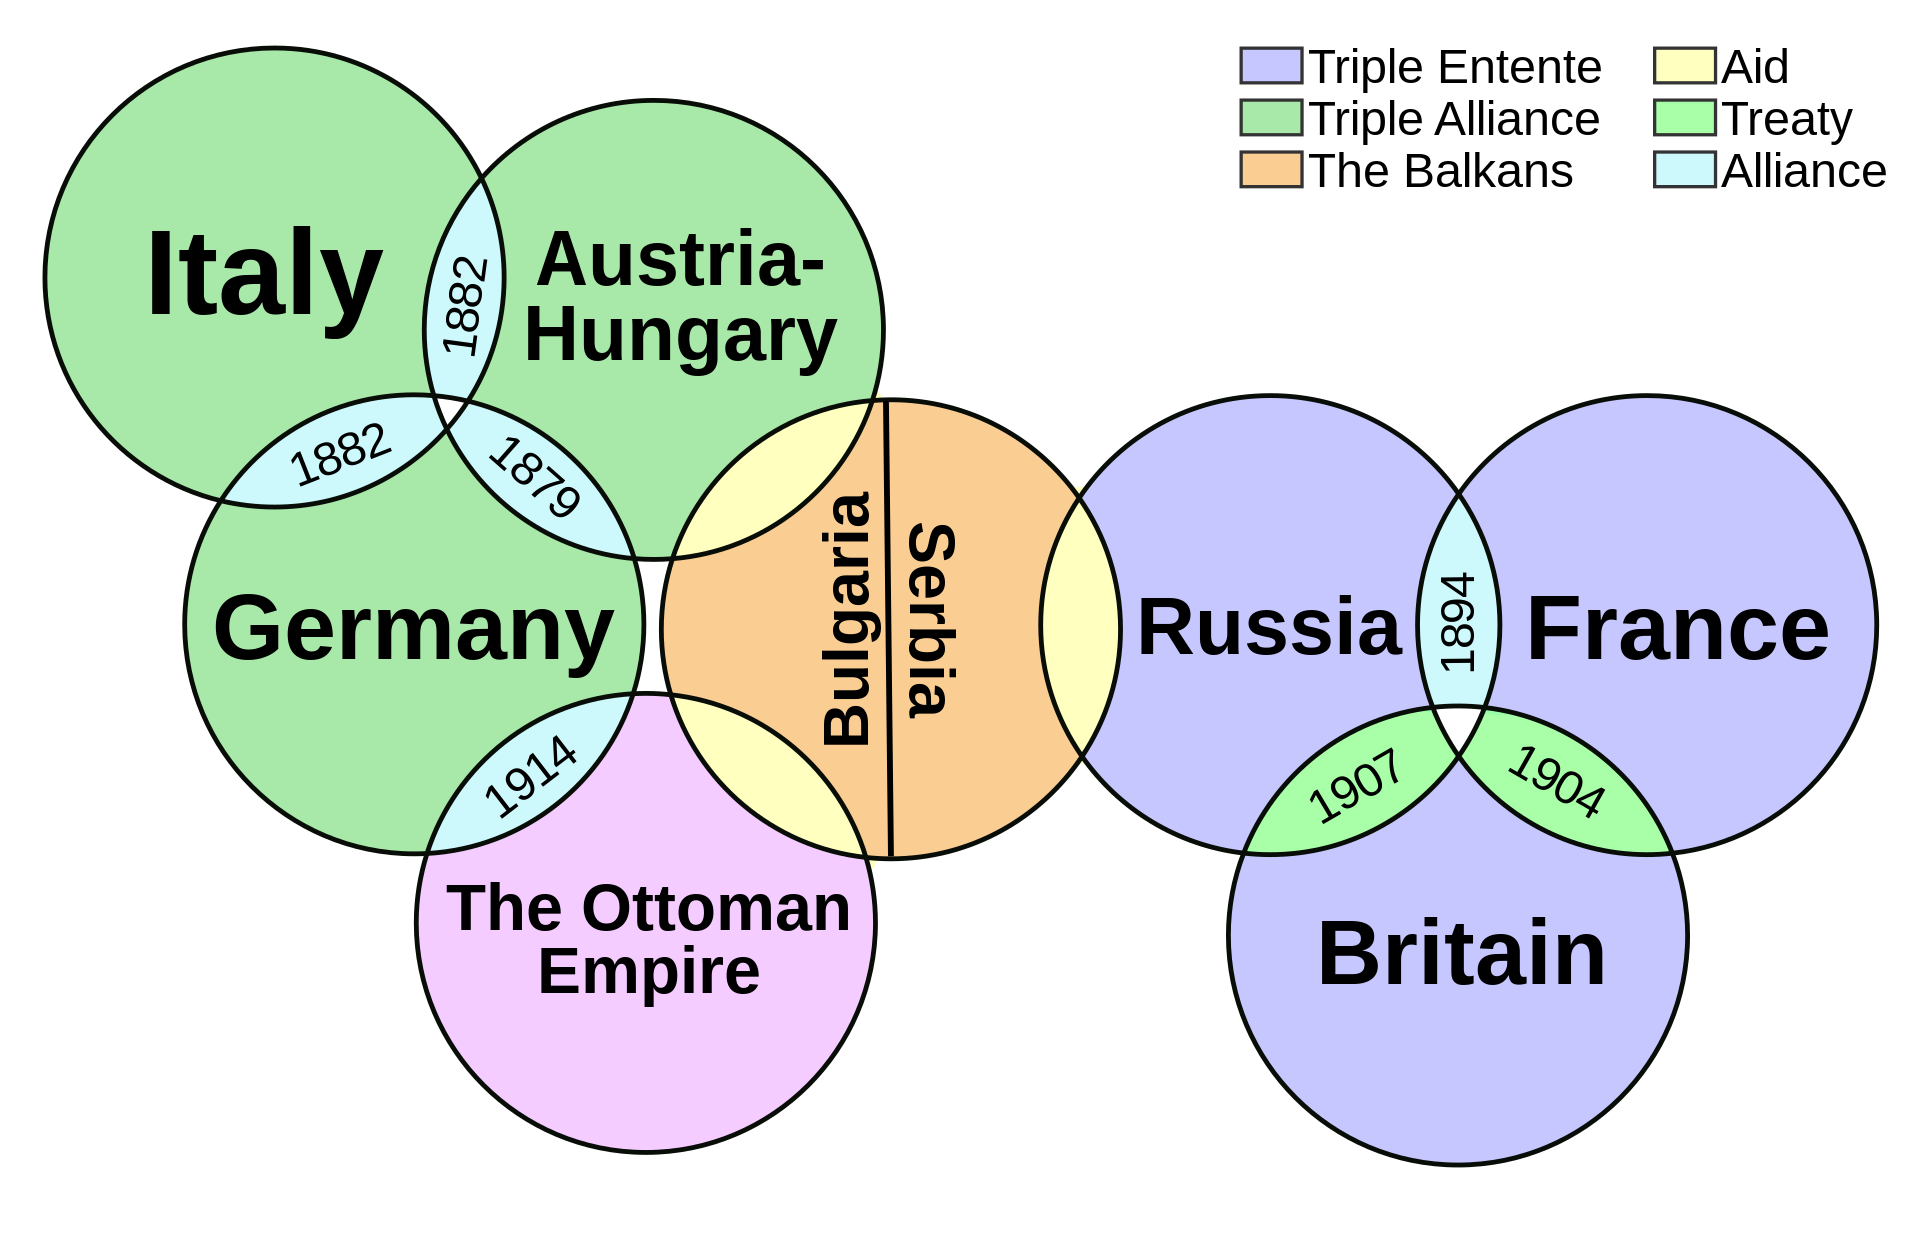 Triple Entente
Triple Alliance
The Balkans
Aid
Treaty
Alliance
Italy
1882
Austria-
Hungary
1882
1879
Germany
1914
The Ottoman
Empire
Bulgaria
Serbia
Russia
1894
France
1907
1904
Britain